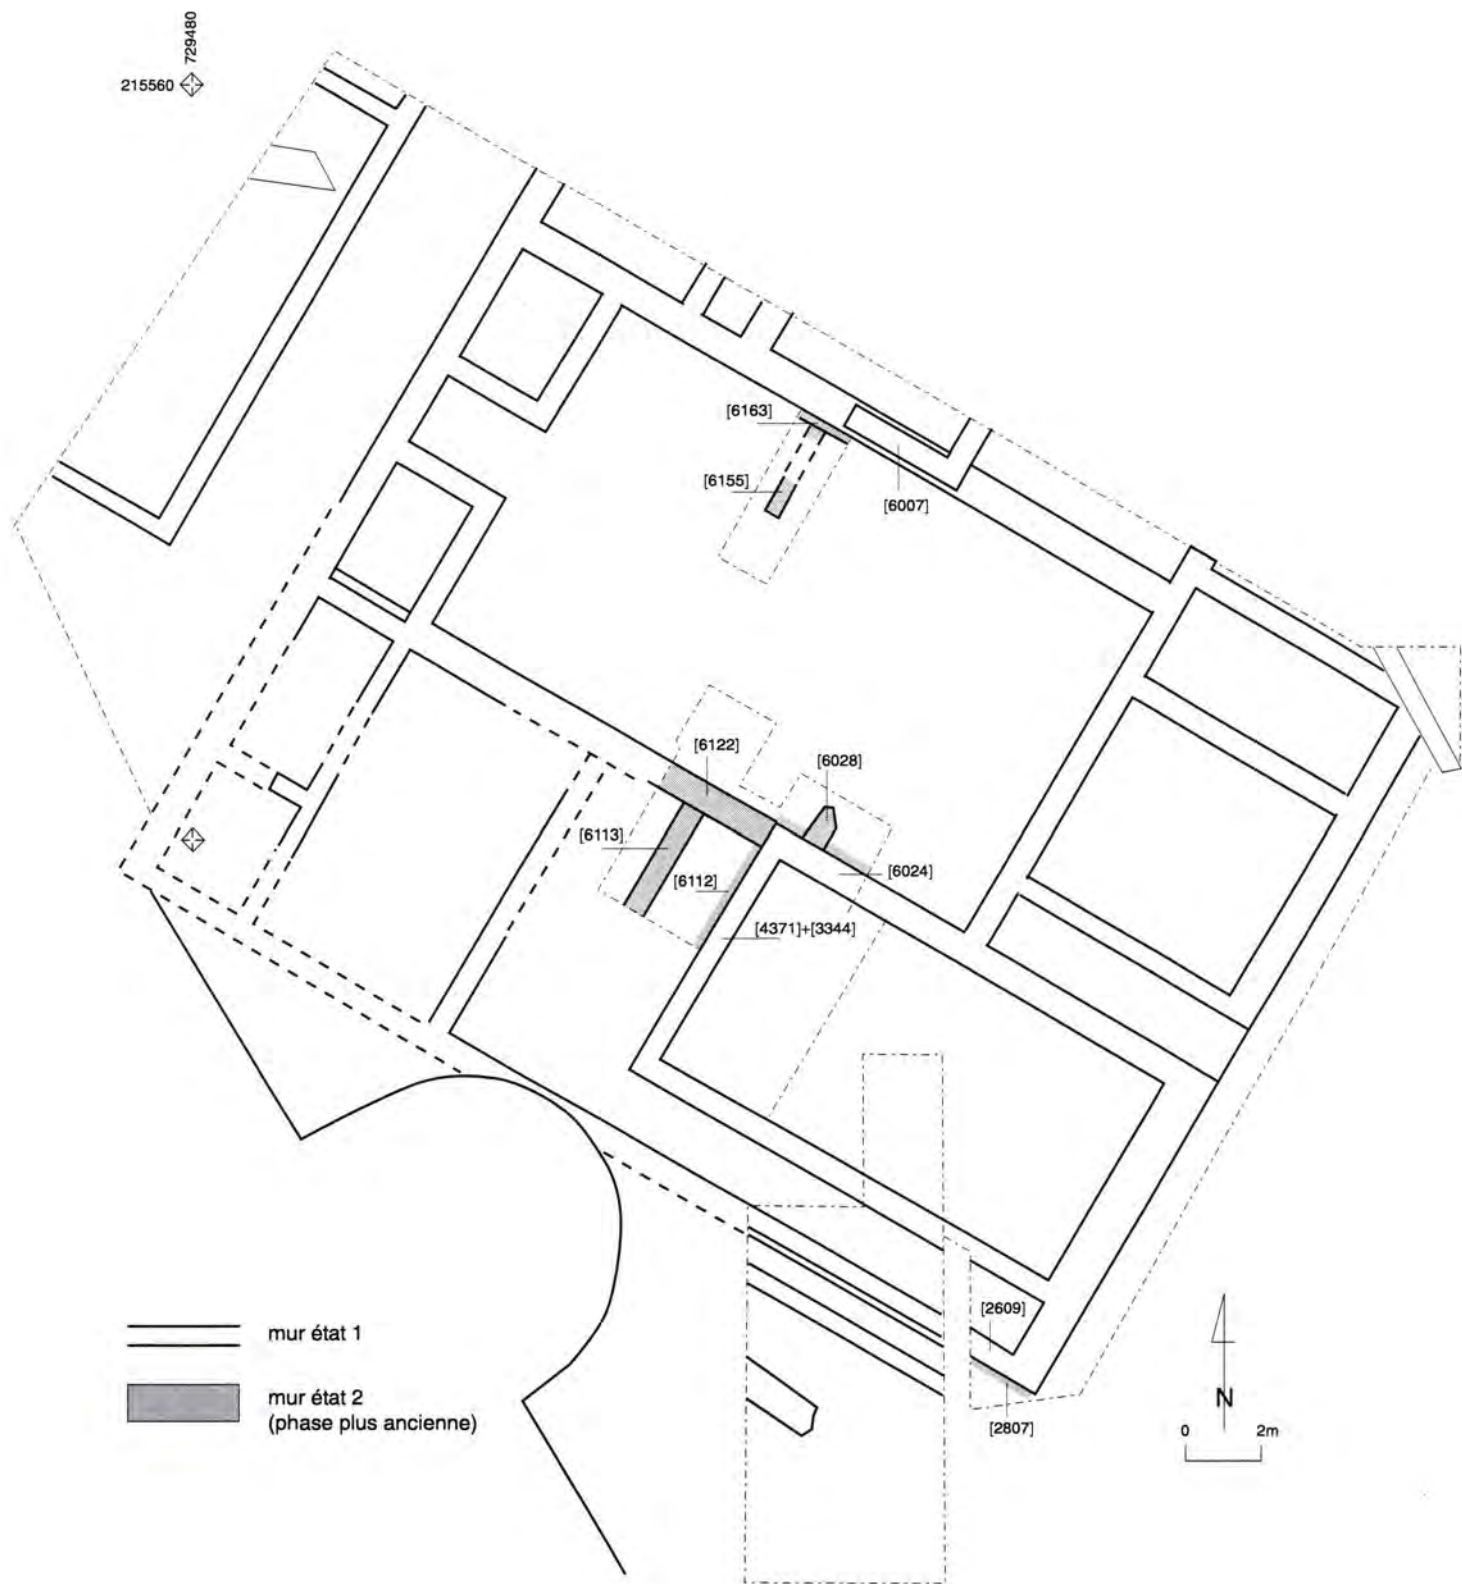 729480
215560
[6163]
[6155]
[6007]
[6122]
[6028]
[6113]
[6112]
[6024]
[4371]+[3344]
[2609]
mur état 1
mur état 2
(phase plus ancienne)
N
0 2m
[2807]